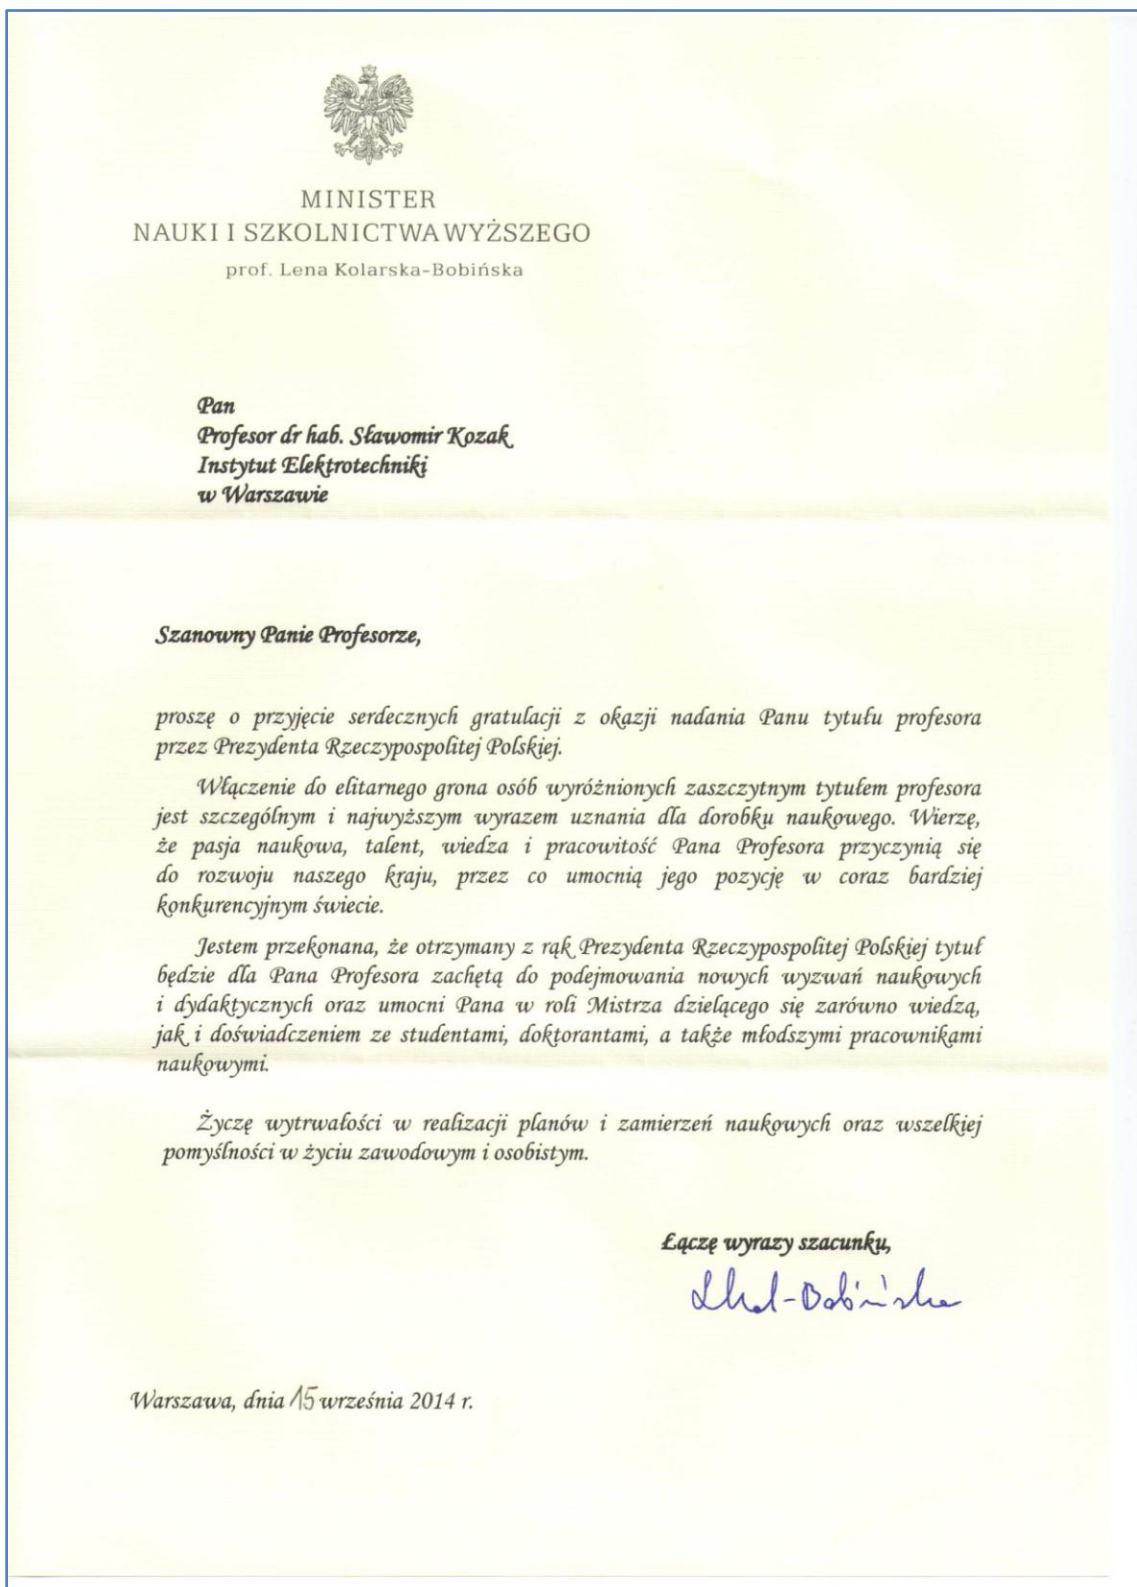 MINISTER
NAUKI I SZKOLNICTWA WYŻSZEGO
prof. Lena Kolarska-Bobińska
Pan
Profesor dr hab. Sławomir Kozak
Instytut Elektrotechniki
w Warszawie
Szanowny Panie Profesorze,
proszę o przyjęcie serdecznych gratulacji z okazji nadania Panu tytułu profesora
przez Prezydenta Rzeczypospolitej Polskiej.
Włączenie do elitarnego grona osób wyróżnionych zaszczytnym tytułem profesora
jest szczególnym i najwyższym wyrazem uznania dla dorobku naukowego. Wierzę,
że pasja naukowa, talent, wiedza i pracowitość Pana Profesora przyczynią się
do rozwoju naszego kraju, przez co umocnią jego pozycję w coraz bardziej
konkurencyjnym świecie.
Jestem przekonana, że otrzymany z rąk Prezydenta Rzeczypospolitej Polskiej tytuł
będzie dla Pana Profesora zachętą do podejmowania nowych wyzwań naukowych
i dydaktycznych oraz umocni Pana w roli Mistrza dzielącego się zarówno wiedzą,
jak i doświadczeniem ze studentami, doktorantami, a także młodszymi pracownikami
naukowymi.
Życzę wytrwałości w realizacji planów i zamierzeń naukowych oraz wszelkiej
pomyślności w życiu zawodowym i osobistym.
Łączę wyrazy szacunku,
Warszawa, dnia 15 września 2014 r.